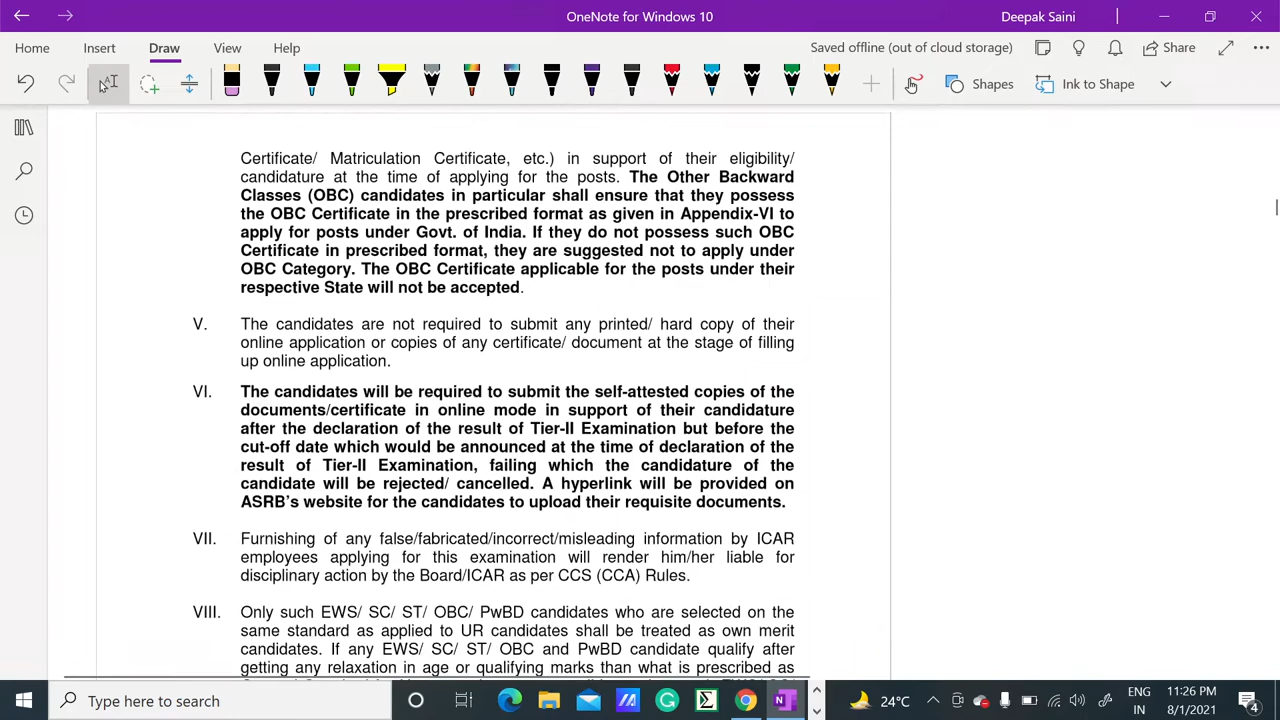 OneNote for Windows 10
Deepak Saini
Home Insert Draw View Help
Saved offline (out of cloud storage)
Share
Shapes
Ink to Shape
Certificate/ Matriculation Certificate, etc.) in support of their eligibility/
candidature at the time of applying for the posts. The Other Backward
Classes (OBC) candidates in particular shall ensure that they possess
the OBC Certificate in the prescribed format as given in Appendix-VI to
apply for posts under Govt. of India. If they do not possess such OBC
Certificate in prescribed format, they are suggested not to apply under
OBC Category. The OBC Certificate applicable for the posts under their
respective State will not be accepted.
V. The candidates are not required to submit any printed/ hard copy of their
online application or copies of any certificate/ document at the stage of filling
up online application.
VI. The candidates will be required to submit the self-attested copies of the
documents/certificate in online mode in support of their candidature
after the declaration of the result of Tier-II Examination but before the
cut-off date which would be announced at the time of declaration of the
result of Tier-II Examination, failing which the candidature of the
candidate will be rejected/ cancelled. A hyperlink will be provided on
ASRB's website for the candidates to upload their requisite documents.
VII. Furnishing of any false/fabricated/incorrect/misleading information by ICAR
employees applying for this examination will render him/her liable for
disciplinary action by the Board/ICAR as per CCS (CCA) Rules.
VIII. Only such EWS/ SC/ ST/ OBC/ PwBD candidates who are selected on the
same standard as applied to UR candidates shall be treated as own merit
candidates. If any EWS/ SC/ ST/ OBC and PwBD candidate qualify after
getting any relaxation in age or qualifying marks than what is prescribed as
Type here to search
24°C
ENG
IN
11:26 PM
8/1/2021
4